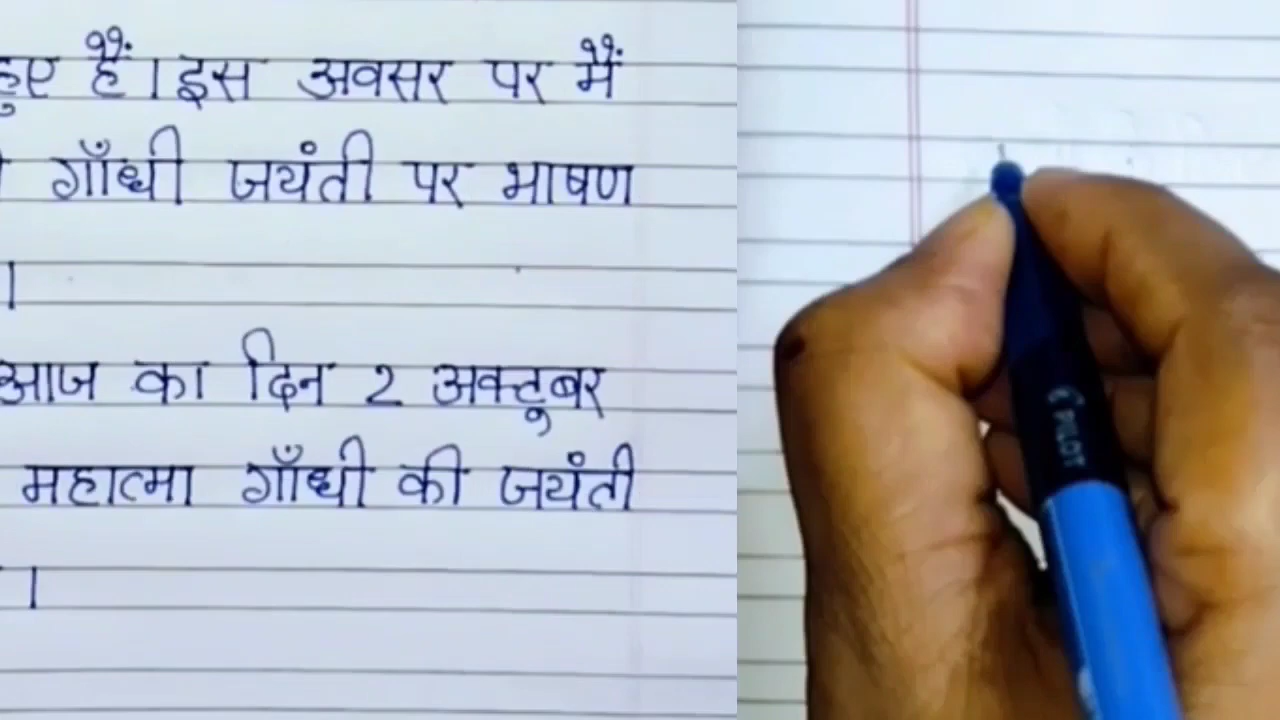 हुए हैं। इस अवसर पर मैं
गाँधी जयंती पर भाषण
।
आज का दिन 2 अक्टूबर
महात्मा गाँधी की जयंती
।
PILOT